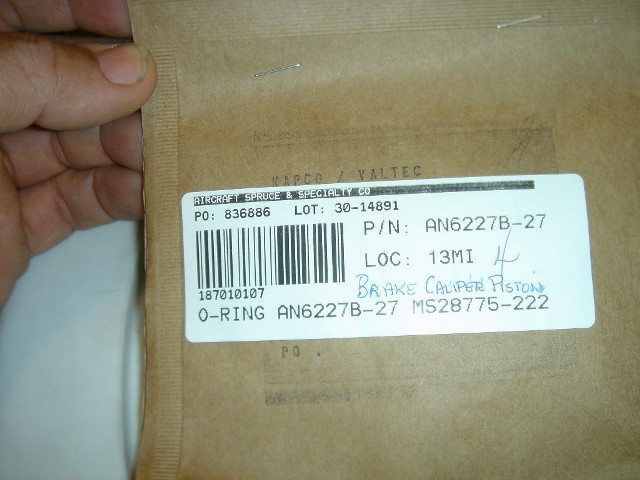 KAPCO / VALTEC
AIRCRAFT SPRUCE & SPECIALTY CO
PO: 836886 LOT: 30-14891
P/N: AN6227B-27
LOC: 13MI 4
187010107
BRAKE CALIPER PISTON
O-RING AN6227B-27 MS28775-222
PO .